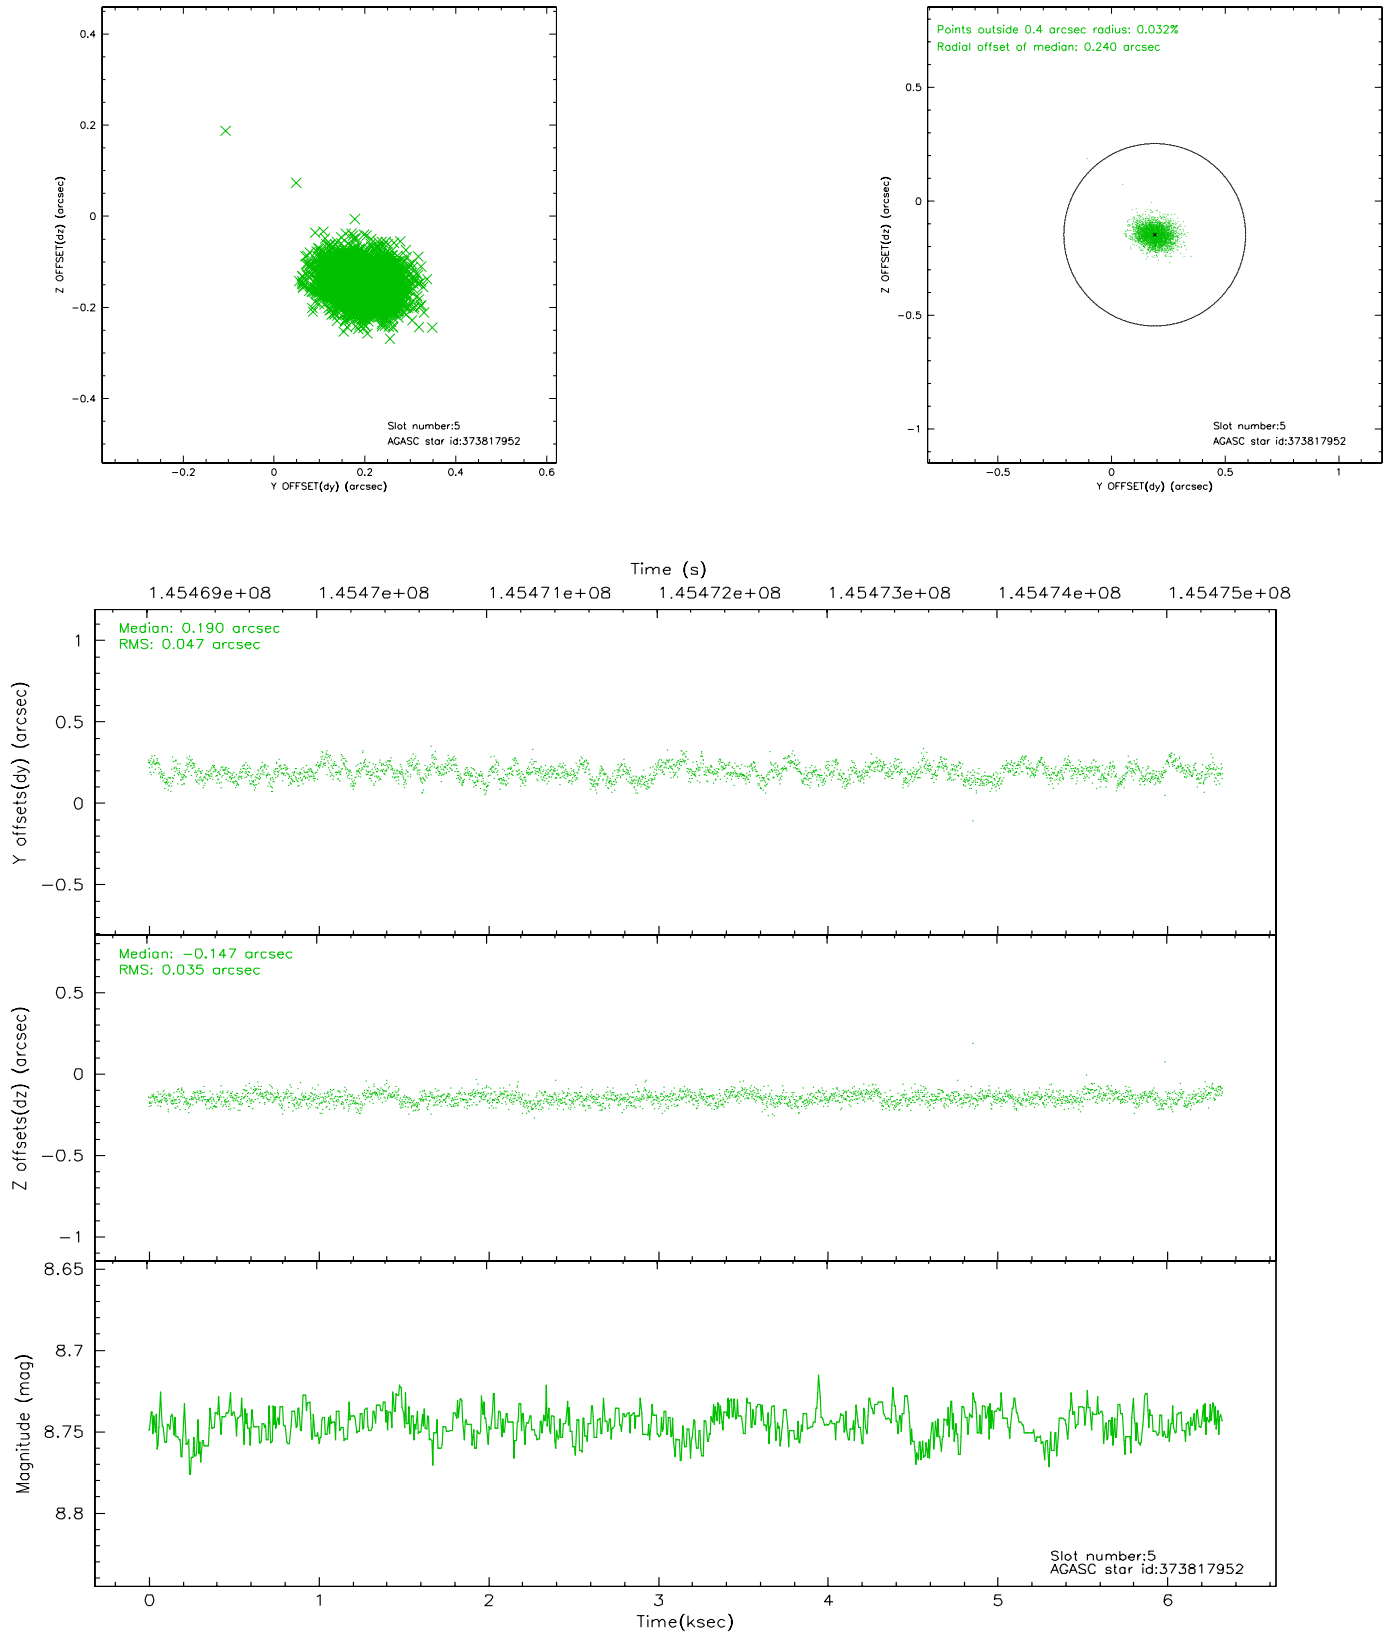 0.4
0.2
0
−0.2
−0.4
Z OFFSET(dz) (arcsec)
Slot number:5
AGASC star id:373817952
−0.2 0 0.2 0.4 0.6
Y OFFSET(dy) (arcsec)
Points outside 0.4 arcsec radius: 0.032%
Radial offset of median: 0.240 arcsec
0.5
0
−0.5
−1
Z OFFSET(dz) (arcsec)
Slot number:5
AGASC star id:373817952
−0.5 0 0.5 1
Y OFFSET(dy) (arcsec)
Time (s)
1.45469e+08 1.4547e+08 1.45471e+08 1.45472e+08 1.45473e+08 1.45474e+08 1.45475e+08
Median: 0.190 arcsec
RMS: 0.047 arcsec
1
0.5
0
−0.5
Y offsets(dy) (arcsec)
Median: −0.147 arcsec
RMS: 0.035 arcsec
0.5
0
−0.5
−1
Z offsets(dz) (arcsec)
8.65
8.7
8.75
8.8
Magnitude (mag)
Slot number:5
AGASC star id:373817952
0 1 2 3 4 5 6
Time(ksec)